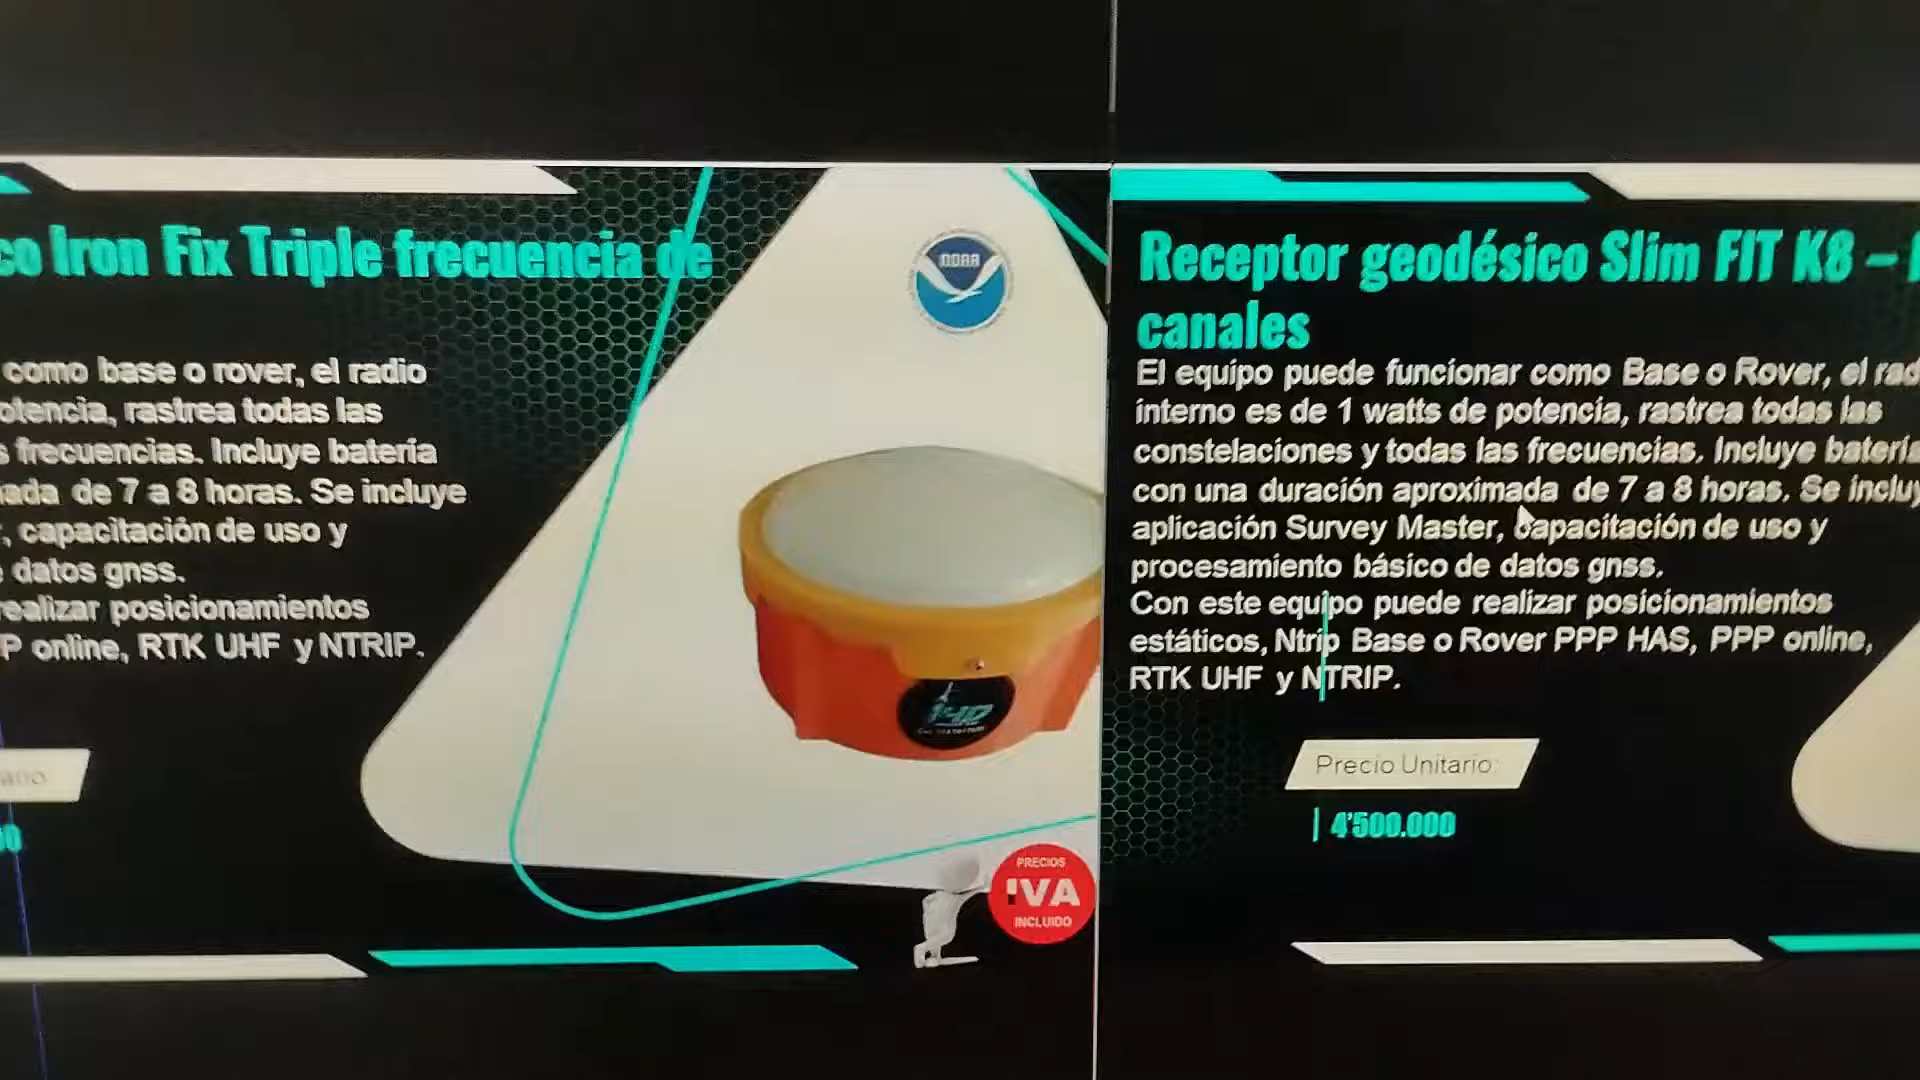 co Iron Fix Triple frecuencia de
como base o rover, el radio
otencia, rastrea todas las
s frecuencias. Incluye batería
ada de 7 a 8 horas. Se incluye
, capacitación de uso y
datos gnss.
realizar posicionamientos
P online, RTK UHF y NTRIP.
NOAA
PRECIOS
IVA
INCLUIDO
Receptor geodésico Slim FIT K8 –
canales
El equipo puede funcionar como Base o Rover, el rad
interno es de 1 watts de potencia, rastrea todas las
constelaciones y todas las frecuencias. Incluye batería
con una duración aproximada de 7 a 8 horas. Se incluy
aplicación Survey Master, capacitación de uso y
procesamiento básico de datos gnss.
Con este equipo puede realizar posicionamientos
estáticos, Ntrip Base o Rover PPP HAS, PPP online,
RTK UHF y NTRIP.
Precio Unitario:
4'500.000